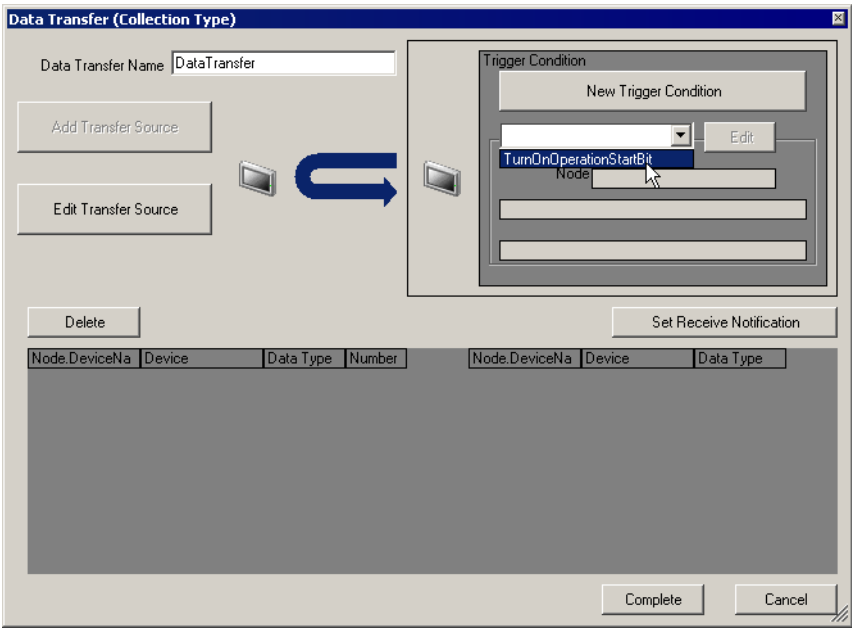 Data Transfer (Collection Type)
Data Transfer Name DataTransfer
Add Transfer Source
Edit Transfer Source
Trigger Condition
New Trigger Condition
Edit
TurnOnOperationStartBit
Node
Delete
Set Receive Notification
Node.DeviceNa Device Data Type Number Node.DeviceNa Device Data Type
Complete Cancel